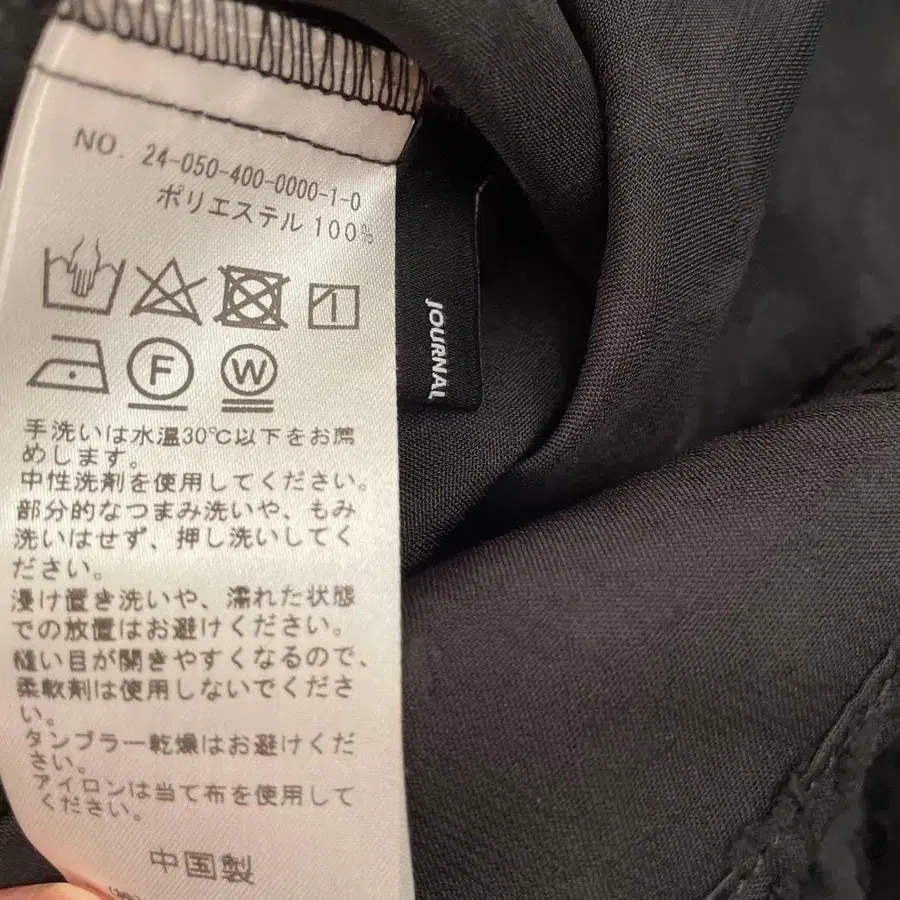 NO. 24-050-400-0000-1-0
ポリエステル 100%
F
W
JOURNAL
手洗いは水温30℃以下をお薦
めします。
中性洗剤を使用してください。
部分的なつまみ洗いや、もみ
洗いはせず、押し洗いしてく
ださい。
浸け置き洗いや、濡れた状態
での放置はお避けください。
縫い目が開きやすくなるので、
柔軟剤は使用しないでくださ
い。
タンブラー乾燥はお避けくだ
さい。
アイロンは当て布を使用して
ください。
中国製